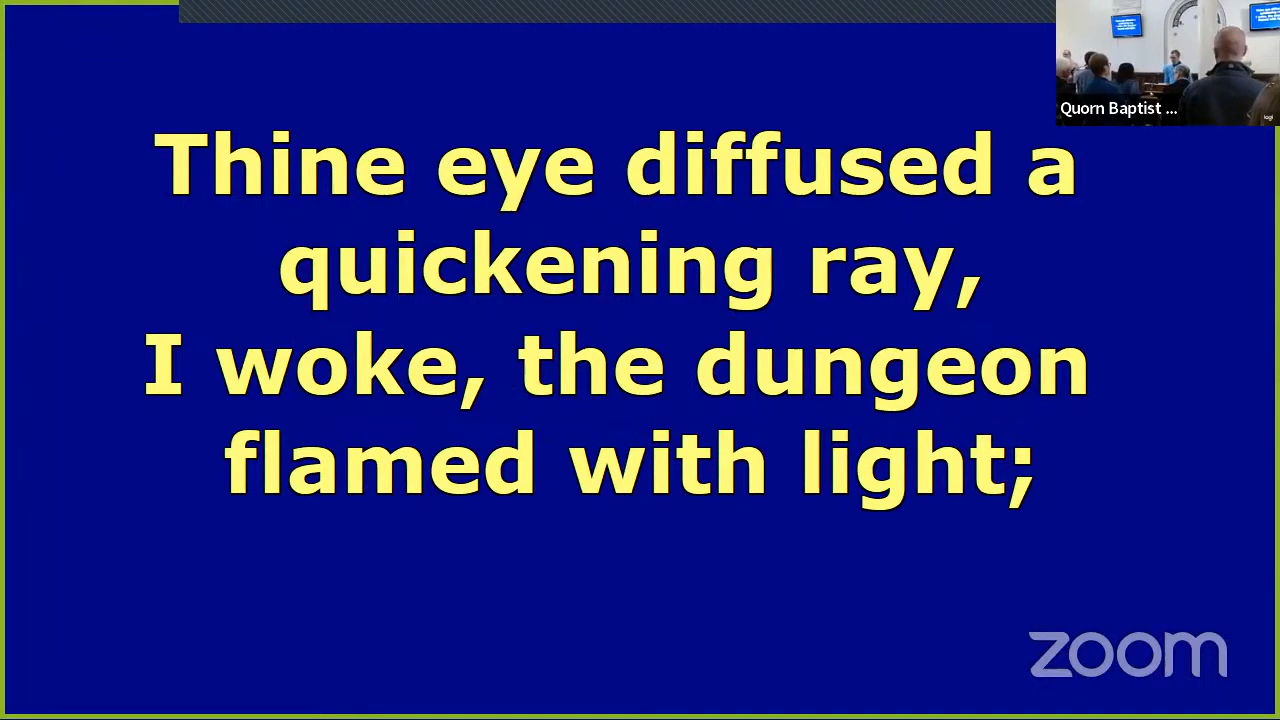 Quorn Baptist ...
Thine eye diffused a
quickening ray,
I woke, the dungeon
flamed with light;
zoom